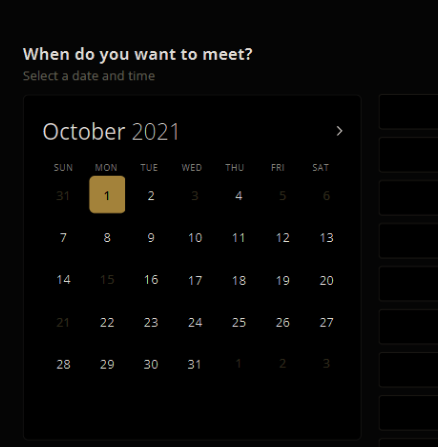 When do you want to meet?
Select a date and time
October 2021
SUN MON TUE WED THU FRI SAT
31 1 2 3 4 5 6
7 8 9 10 11 12 13
14 15 16 17 18 19 20
21 22 23 24 25 26 27
28 29 30 31 1 2 3